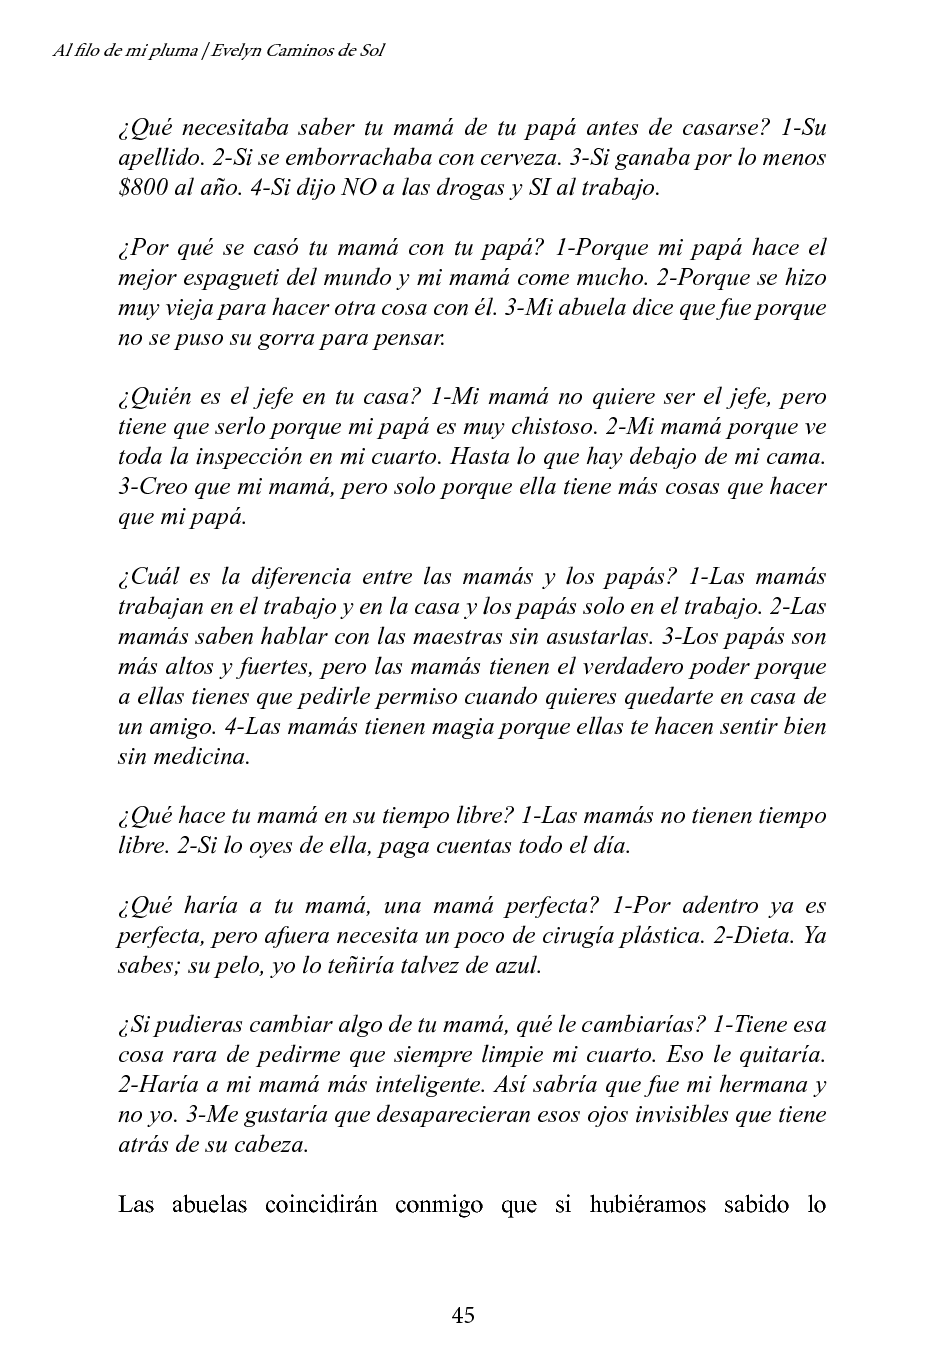 Al filo de mi pluma / Evelyn Caminos de Sol
¿Qué necesitaba saber tu mamá de tu papá antes de casarse? 1-Su
apellido. 2-Si se emborrachaba con cerveza. 3-Si ganaba por lo menos
$800 al año. 4-Si dijo NO a las drogas y SI al trabajo.
¿Por qué se casó tu mamá con tu papá? 1-Porque mi papá hace el
mejor espagueti del mundo y mi mamá come mucho. 2-Porque se hizo
muy vieja para hacer otra cosa con él. 3-Mi abuela dice que fue porque
no se puso su gorra para pensar.
¿Quién es el jefe en tu casa? 1-Mi mamá no quiere ser el jefe, pero
tiene que serlo porque mi papá es muy chistoso. 2-Mi mamá porque ve
toda la inspección en mi cuarto. Hasta lo que hay debajo de mi cama.
3-Creo que mi mamá, pero solo porque ella tiene más cosas que hacer
que mi papá.
¿Cuál es la diferencia entre las mamás y los papás? 1-Las mamás
trabajan en el trabajo y en la casa y los papás solo en el trabajo. 2-Las
mamás saben hablar con las maestras sin asustarlas. 3-Los papás son
más altos y fuertes, pero las mamás tienen el verdadero poder porque
a ellas tienes que pedirle permiso cuando quieres quedarte en casa de
un amigo. 4-Las mamás tienen magia porque ellas te hacen sentir bien
sin medicina.
¿Qué hace tu mamá en su tiempo libre? 1-Las mamás no tienen tiempo
libre. 2-Si lo oyes de ella, paga cuentas todo el día.
¿Qué haría a tu mamá, una mamá perfecta? 1-Por adentro ya es
perfecta, pero afuera necesita un poco de cirugía plástica. 2-Dieta. Ya
sabes; su pelo, yo lo teñiría talvez de azul.
¿Si pudieras cambiar algo de tu mamá, qué le cambiarías? 1-Tiene esa
cosa rara de pedirme que siempre limpie mi cuarto. Eso le quitaría.
2-Haría a mi mamá más inteligente. Así sabría que fue mi hermana y
no yo. 3-Me gustaría que desaparecieran esos ojos invisibles que tiene
atrás de su cabeza.
Las abuelas coincidirán conmigo que si hubiéramos sabido lo
45